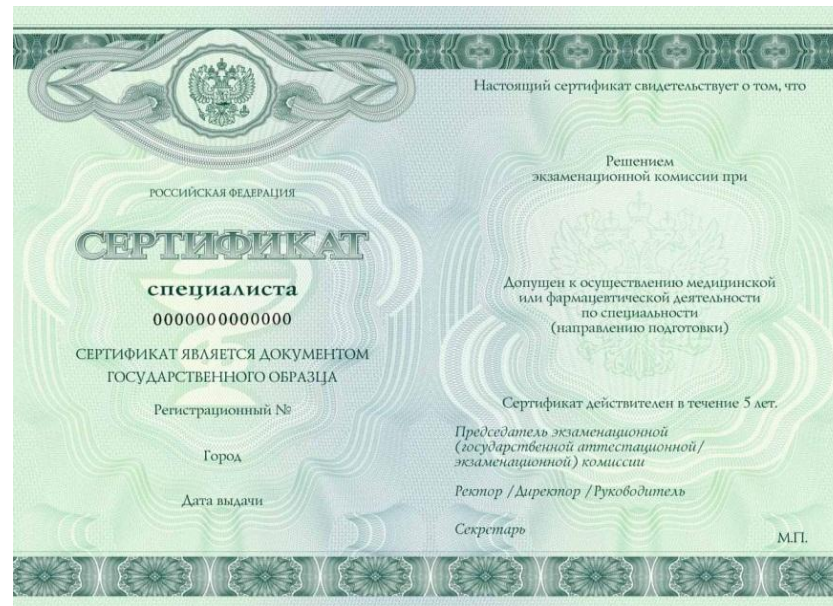 РОССИЙСКАЯ ФЕДЕРАЦИЯ
СЕРТИФИКАТ
специалиста
0000000000000
СЕРТИФИКАТ ЯВЛЯЕТСЯ ДОКУМЕНТОМ
ГОСУДАРСТВЕННОГО ОБРАЗЦА
Регистрационный №
Город
Дата выдачи
Настоящий сертификат свидетельствует о том, что
Решением
экзаменационной комиссии при
Допущен к осуществлению медицинской
или фармацевтической деятельности
по специальности
(направлению подготовки)
Сертификат действителен в течение 5 лет.
Председатель экзаменационной
(государственной аттестационной/
экзаменационной) комиссии
Ректор /Директор /Руководитель
Секретарь
М.П.